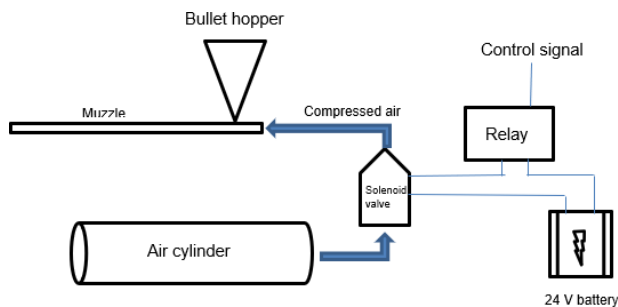 Bullet hopper
Control signal
Muzzle
Compressed air
Relay
Solenoid
valve
Air cylinder
24 V battery